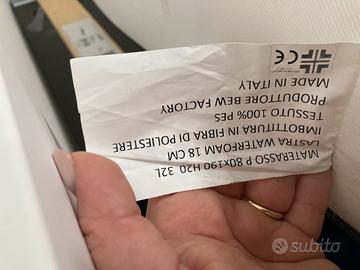 MATERASSO P 80x190 H20 32L
LASTRA WATERFOAM 18 CM
IMBOTTITURA IN FIBRA DI POLIESTERE
TESSUTO 100% PES
PRODUTTORE BEW FACTORY
MADE IN ITALY
CE
subito